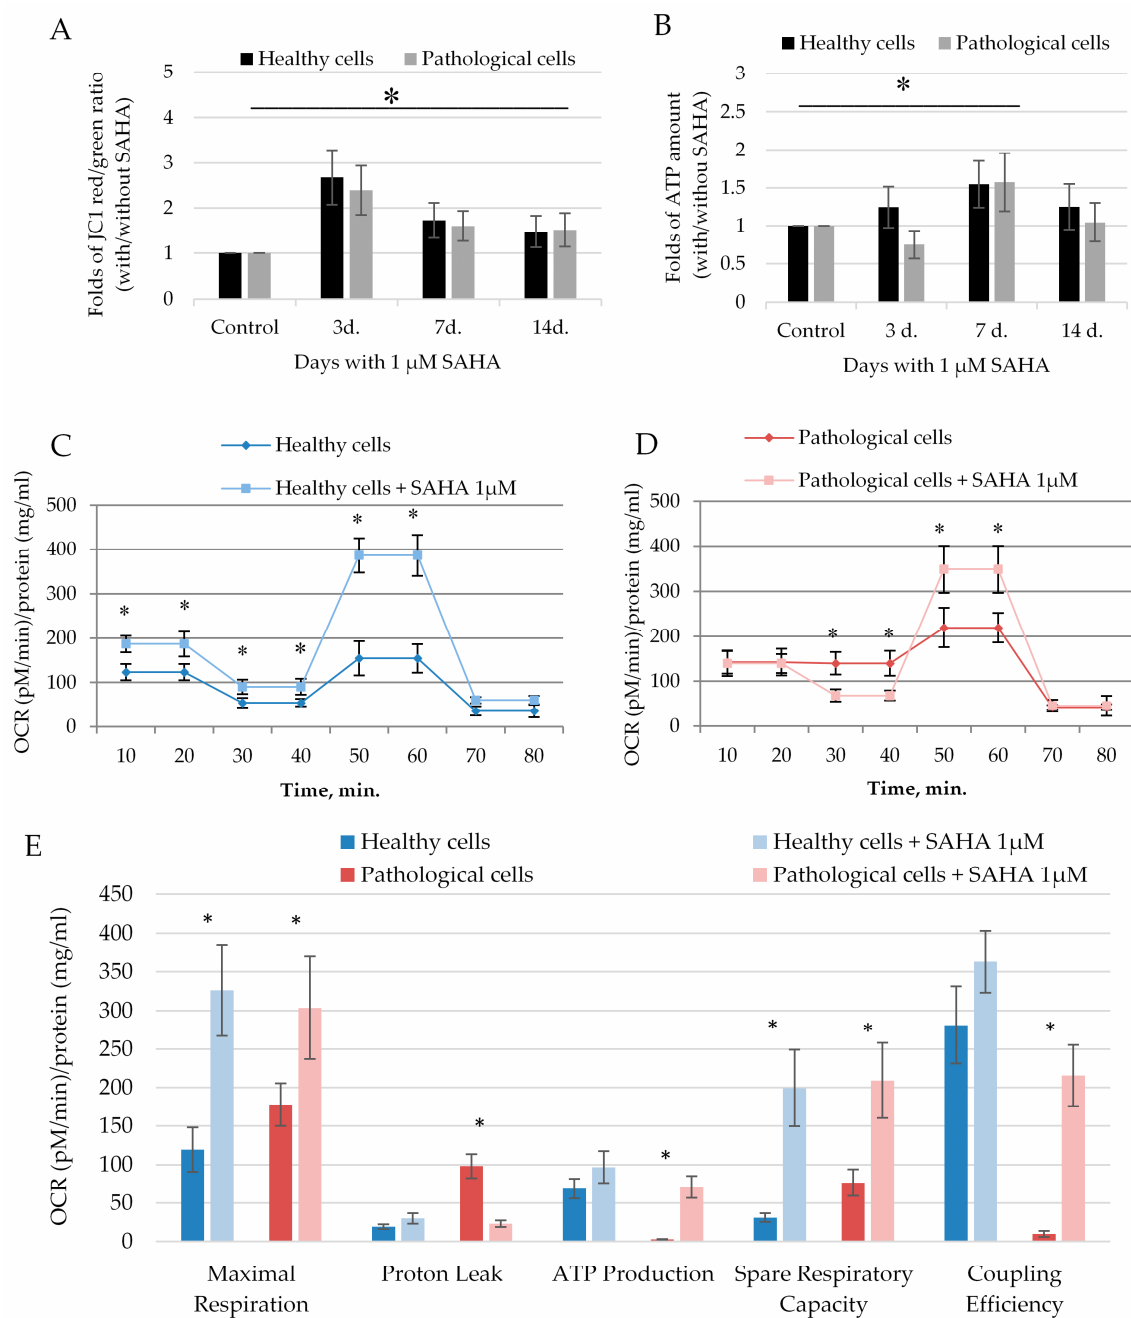 A
Healthy cells
Pathological cells
Folds of JC1 red/green ratio
(with/without SAHA)
5
4
3
2
1
0
*
Control
3d.
7d.
14d.
Days with 1 µM SAHA
B
Healthy cells
Pathological cells
Folds of ATP amount
(with/withou SAHA)
3
2.5
2
1.5
1
0.5
0
*
Control
3 d.
7 d.
14 d.
Days with 1 µM SAHA
C
Healthy cells
Healthy cells + SAHA 1µM
OCR (pM/min)/protein (mg/ml)
500
400
300
200
100
0
* * * * * *
10 20 30 40 50 60 70 80
Time, min.
D
Pathological cells
Pathological cells + SAHA 1µM
OCR (pM/min)/protein (mg/ml)
500
400
300
200
100
0
* * * *
10 20 30 40 50 60 70 80
Time, min.
E
Healthy cells
Healthy cells + SAHA 1µM
Pathological cells
Pathological cells + SAHA 1µM
OCR (pM/min)/protein (mg/ml)
450
400
350
300
250
200
150
100
50
0
* * * * * * *
Maximal
Respiration
Proton Leak
ATP Production
Spare Respiratory
Capacity
Coupling
Efficiency